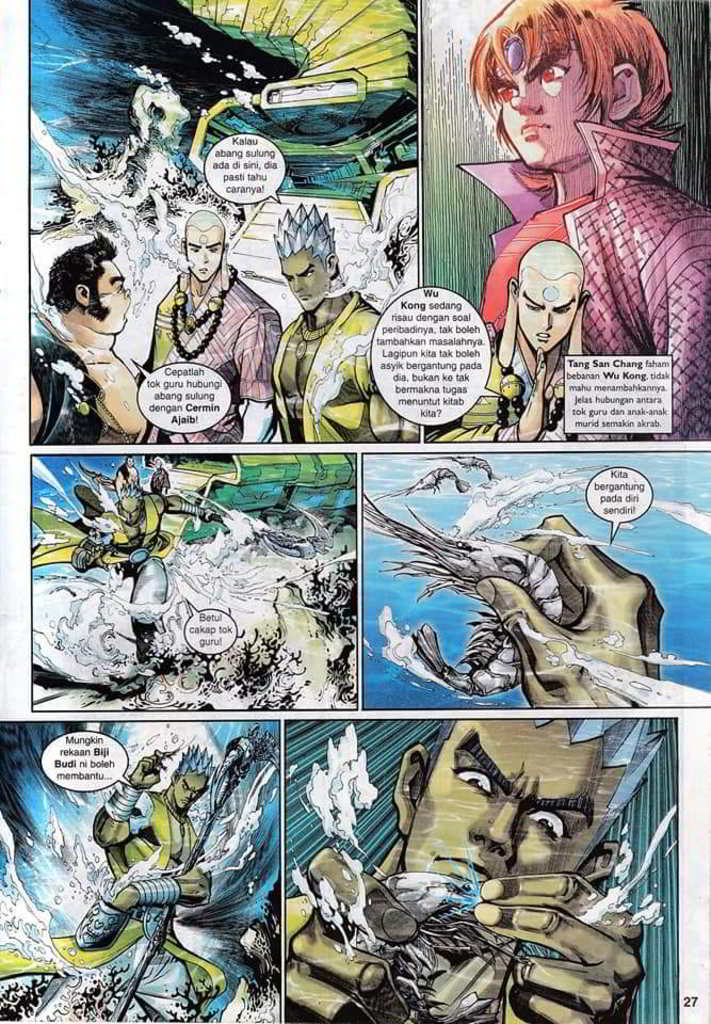 Kalau
abang sulung
ada di sini, dia
pasti tahu
caranya!
Cepatlah
tok guru hubungi
abang sulung
dengan Cermin
Ajaib!
Wu
Kong sedang
risau dengan soal
peribadinya, tak boleh
tambahkan masalahnya.
Lagipun kita tak boleh
asyik bergantung pada
dia, bukan ke tak
bermakna tugas
menuntut kitab
kita?
Tang San Chang faham
bebanan Wu Kong, tidak
mahu menambahkannya.
Jelas hubungan antara
tok guru dan anak-anak
murid semakin akrab.
Betul
cakap tok
guru!
Kita
bergantung
pada diri
sendiri!
Mungkin
rekaan Biji
Budi ni boleh
membantu...
27